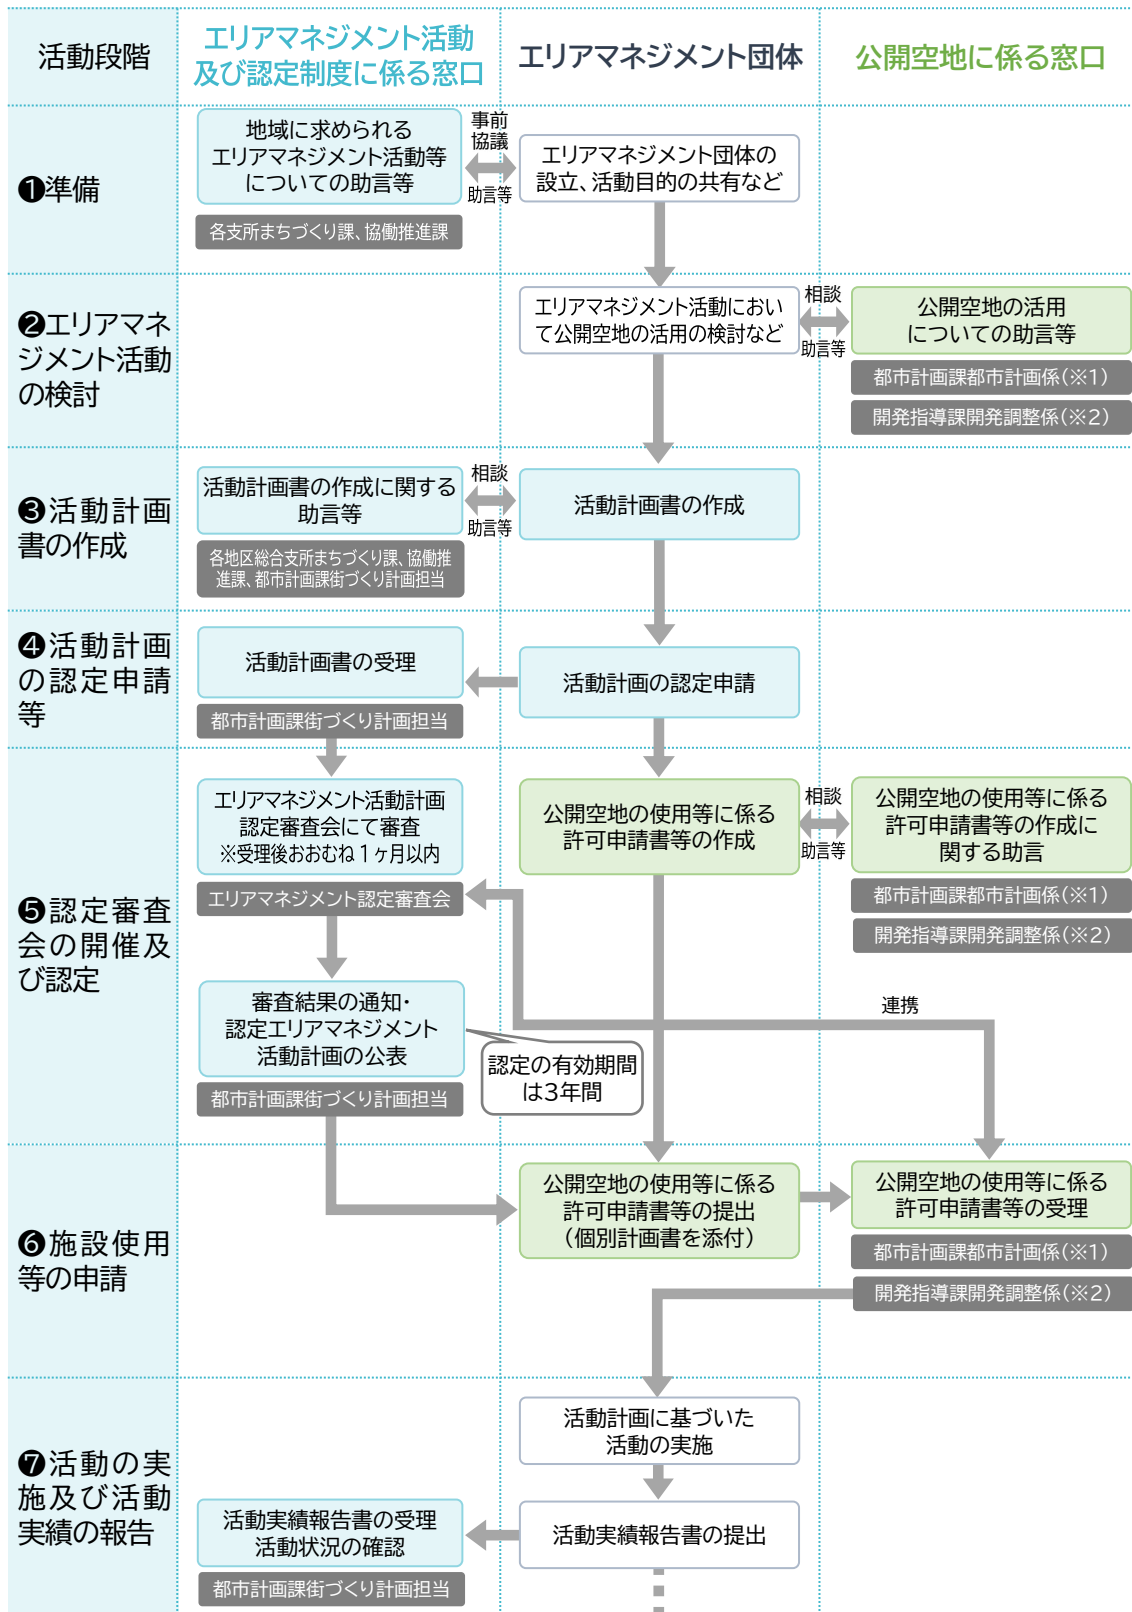 活動段階
エリアマネジメント活動
及び認定制度に係る窓口
エリアマネジメント団体
公開空地に係る窓口
❶準備
地域に求められる
エリアマネジメント活動等
についての助言等
各支所まちづくり課、協働推進課
事前
協議
助言等
エリアマネジメント団体の
設立、活動目的の共有など
❷エリアマネ
ジメント活動
の検討
エリアマネジメント活動におい
て公開空地の活用の検討など
相談
助言等
公開空地の活用
についての助言等
都市計画課都市計画係(※1)
開発指導課開発調整係(※2)
❸活動計画
書の作成
活動計画書の作成に関する
助言等
各地区総合支所まちづくり課、協働推
進課、都市計画課街づくり計画担当
相談
助言等
活動計画書の作成
❹活動計画
の認定申請
等
活動計画書の受理
都市計画課街づくり計画担当
活動計画の認定申請
❺認定審査
会の開催及
び認定
エリアマネジメント活動計画
認定審査会にて審査
※受理後おおむね１ヶ月以内
エリアマネジメント認定審査会
公開空地の使用等に係る
許可申請書等の作成
相談
助言等
公開空地の使用等に係る
許可申請書等の作成に
関する助言
都市計画課都市計画係(※1)
開発指導課開発調整係(※2)
連携
審査結果の通知・
認定エリアマネジメント
活動計画の公表
都市計画課街づくり計画担当
認定の有効期間
は3年間
❻施設使用
等の申請
公開空地の使用等に係る
許可申請書等の提出
（個別計画書を添付）
公開空地の使用等に係る
許可申請書等の受理
都市計画課都市計画係(※1)
開発指導課開発調整係(※2)
❼活動の実
施及び活動
実績の報告
活動計画に基づいた
活動の実施
活動実績報告書の受理
活動状況の確認
都市計画課街づくり計画担当
活動実績報告書の提出